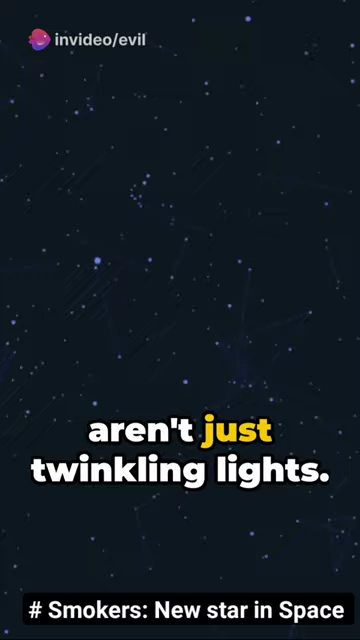 invideo/evil
aren't just
twinkling lights.
# Smokers: New star in Space